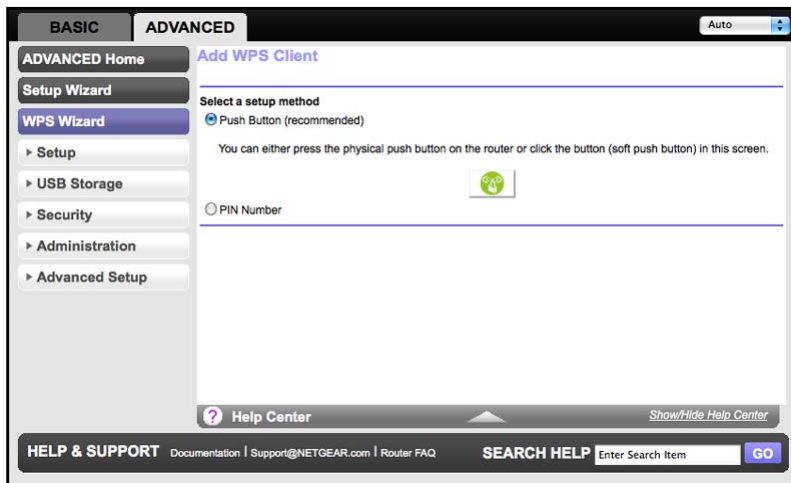 BASIC
ADVANCED
Auto
ADVANCED Home
Setup Wizard
WPS Wizard
Setup
USB Storage
Security
Administration
Advanced Setup
Add WPS Client
Select a setup method
Push Button (recommended)
You can either press the physical push button on the router or click the button (soft push button) in this screen.
PIN Number
? Help Center
Show/Hide Help Center
HELP & SUPPORT Documentation | Support@NETGEAR.com | Router FAQ
SEARCH HELP Enter Search Item GO